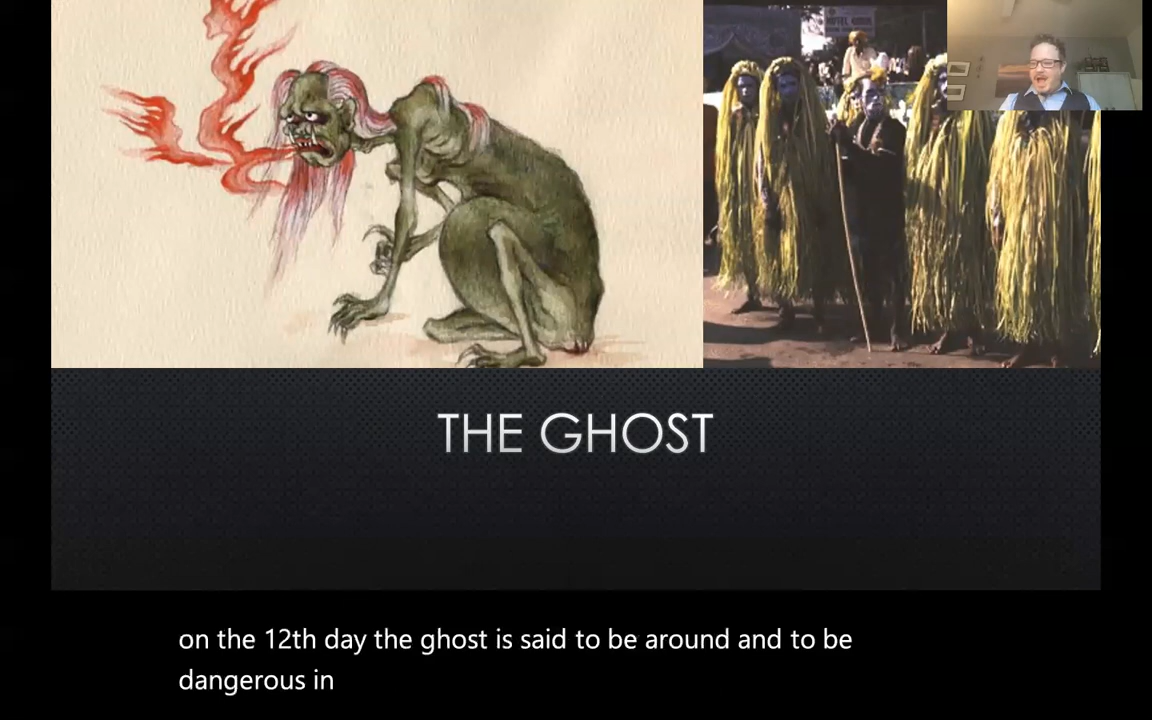 THE GHOST
on the 12th day the ghost is said to be around and to be
dangerous in